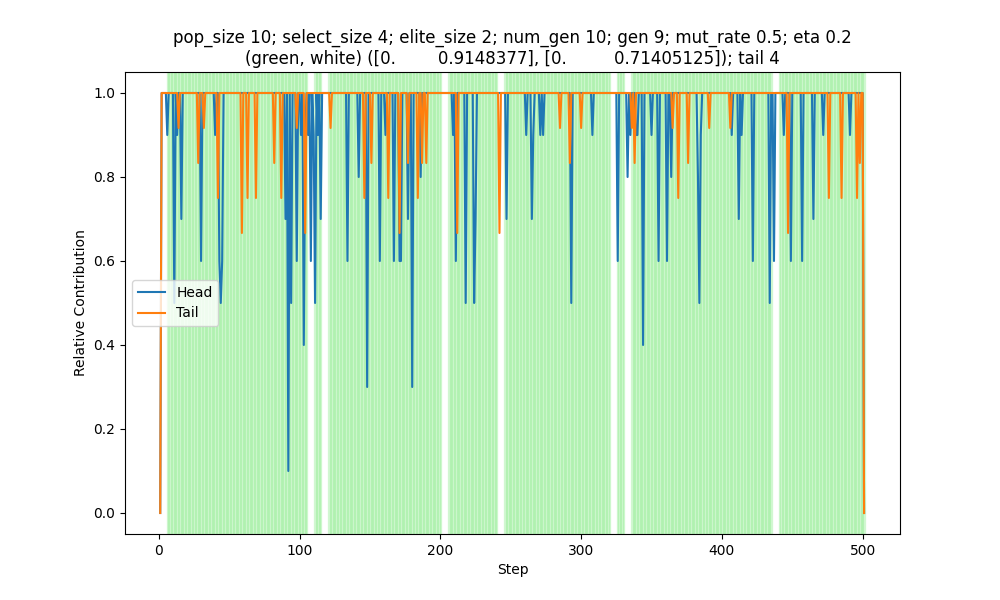 pop_size 10; select_size 4; elite_size 2; num_gen 10; gen 9; mut_rate 0.5; eta 0.2
(green, white) ([0. 0.9148377], [0. 0.71405125]); tail 4
1.0
0.8
0.6
0.4
0.2
0.0
Relative Contribution
Head
Tail
0 100 200 300 400 500
Step